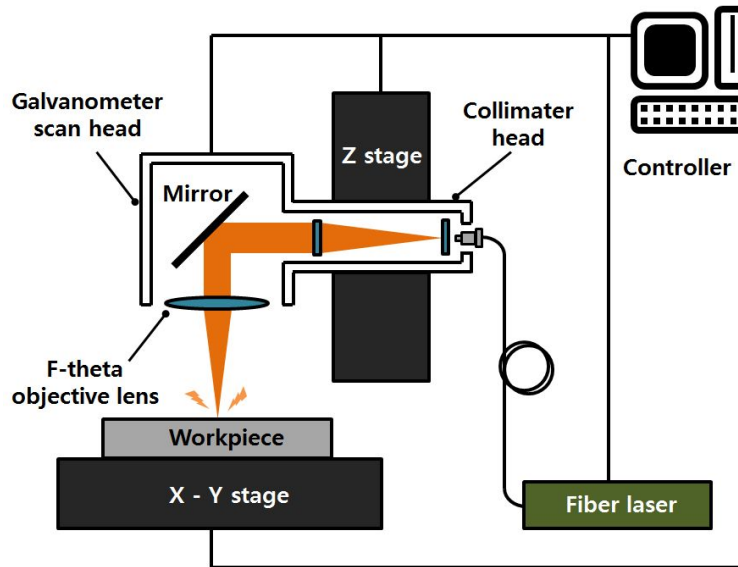 Galvanometer
scan head
Mirror
Z stage
Collimater
head
Controller
F-theta
objective lens
Workpiece
X - Y stage
Fiber laser